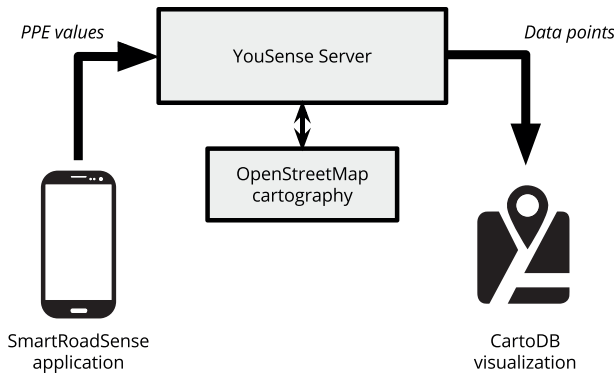 PPE values
YouSense Server
Data points
OpenStreetMap
cartography
SmartRoadSense
application
CartoDB
visualization